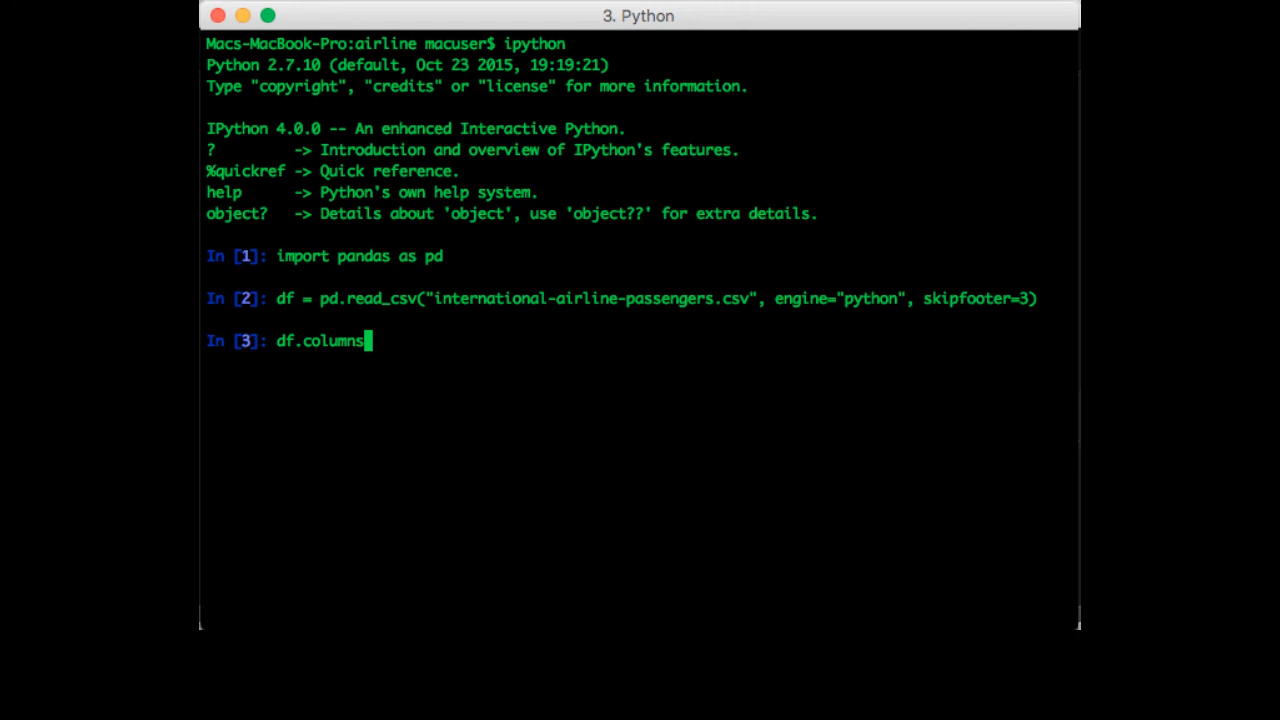 3. Python
Macs-MacBook-Pro:airline macuser$ ipython
Python 2.7.10 (default, Oct 23 2015, 19:19:21)
Type "copyright", "credits" or "license" for more information.
IPython 4.0.0 -- An enhanced Interactive Python.
?         -> Introduction and overview of IPython's features.
%quickref -> Quick reference.
help      -> Python's own help system.
object?   -> Details about 'object', use 'object??' for extra details.
In [1]: import pandas as pd
In [2]: df = pd.read_csv("international-airline-passengers.csv", engine="python", skipfooter=3)
In [3]: df.columns